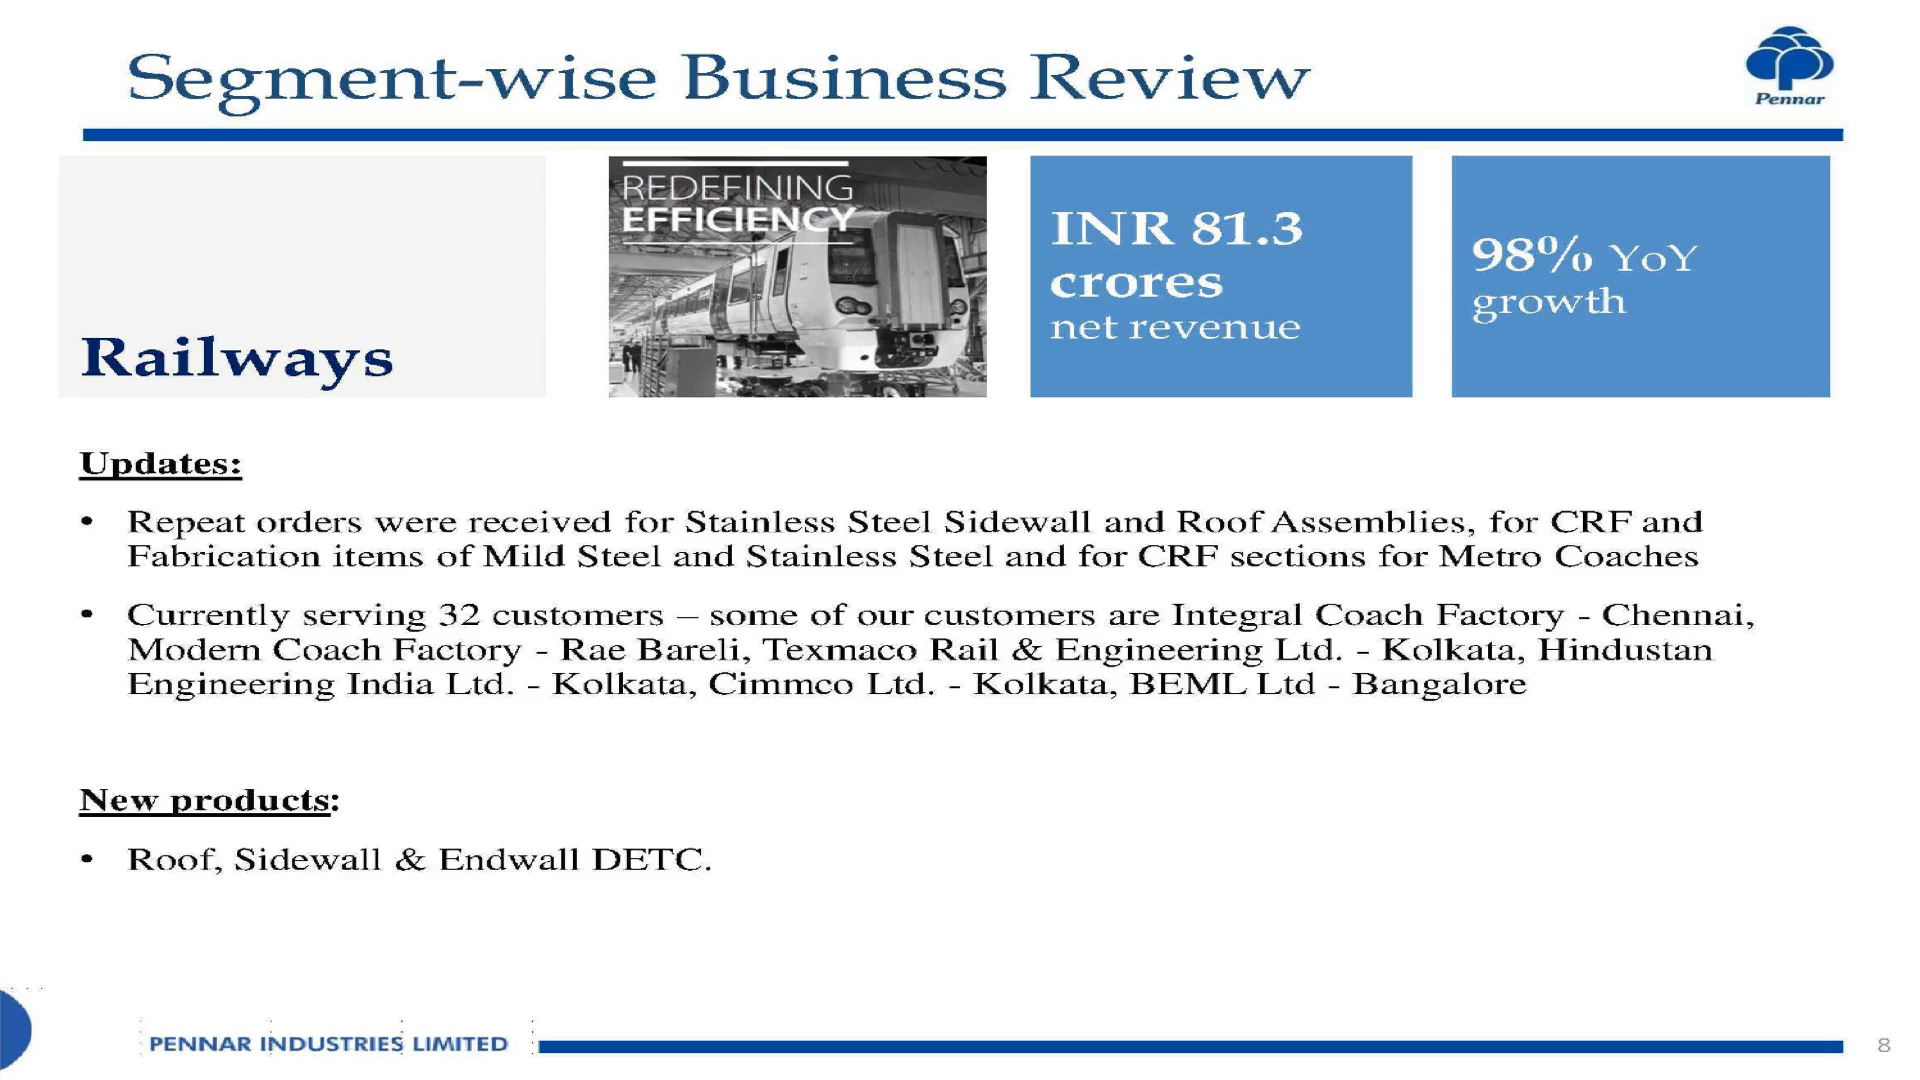 Segment-wise Business Review
Pennar
Railways
REDEFINING
EFFICIENCY
INR 81.3
crores
net revenue
98% YoY
growth
Updates:
• Repeat orders were received for Stainless Steel Sidewall and Roof Assemblies, for CRF and
Fabrication items of Mild Steel and Stainless Steel and for CRF sections for Metro Coaches
• Currently serving 32 customers – some of our customers are Integral Coach Factory - Chennai,
Modern Coach Factory - Rae Bareli, Texmaco Rail & Engineering Ltd. - Kolkata, Hindustan
Engineering India Ltd. - Kolkata, Cimmco Ltd. - Kolkata, BEML Ltd - Bangalore
New products:
• Roof, Sidewall & Endwall DETC.
PENNAR INDUSTRIES LIMITED
8